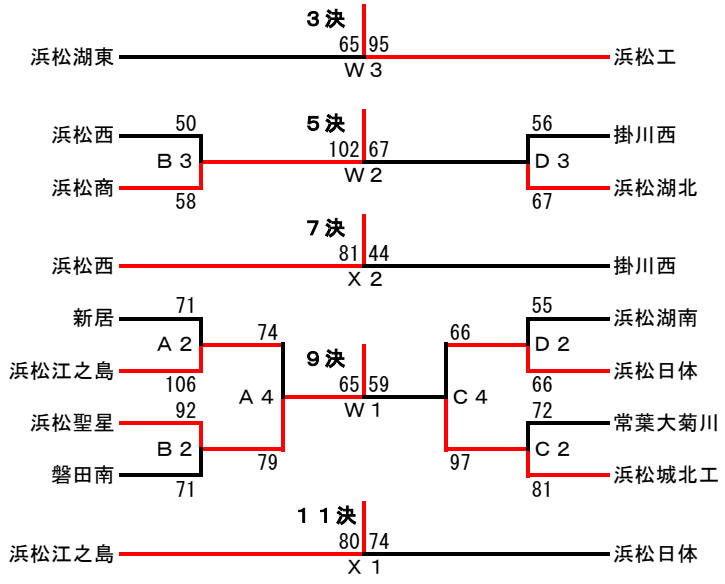 3決
65 95
浜松湖東 浜松工
W3
50 5決 56
浜松西 掛川西
B3 102 67 D3
W2
浜松商 浜松湖北
58 67
7決
81 44
浜松西 掛川西
X2
71 55
新居 浜松湖南
A2 74 66 D2
9決
浜松江之島 浜松日体
106 65 59 66
A4 W1 C4
92 72
浜松聖星 常葉大菊川
B2 C2
79 97
磐田南 浜松城北工
71 81
11決
80 74
浜松江之島 浜松日体
X1